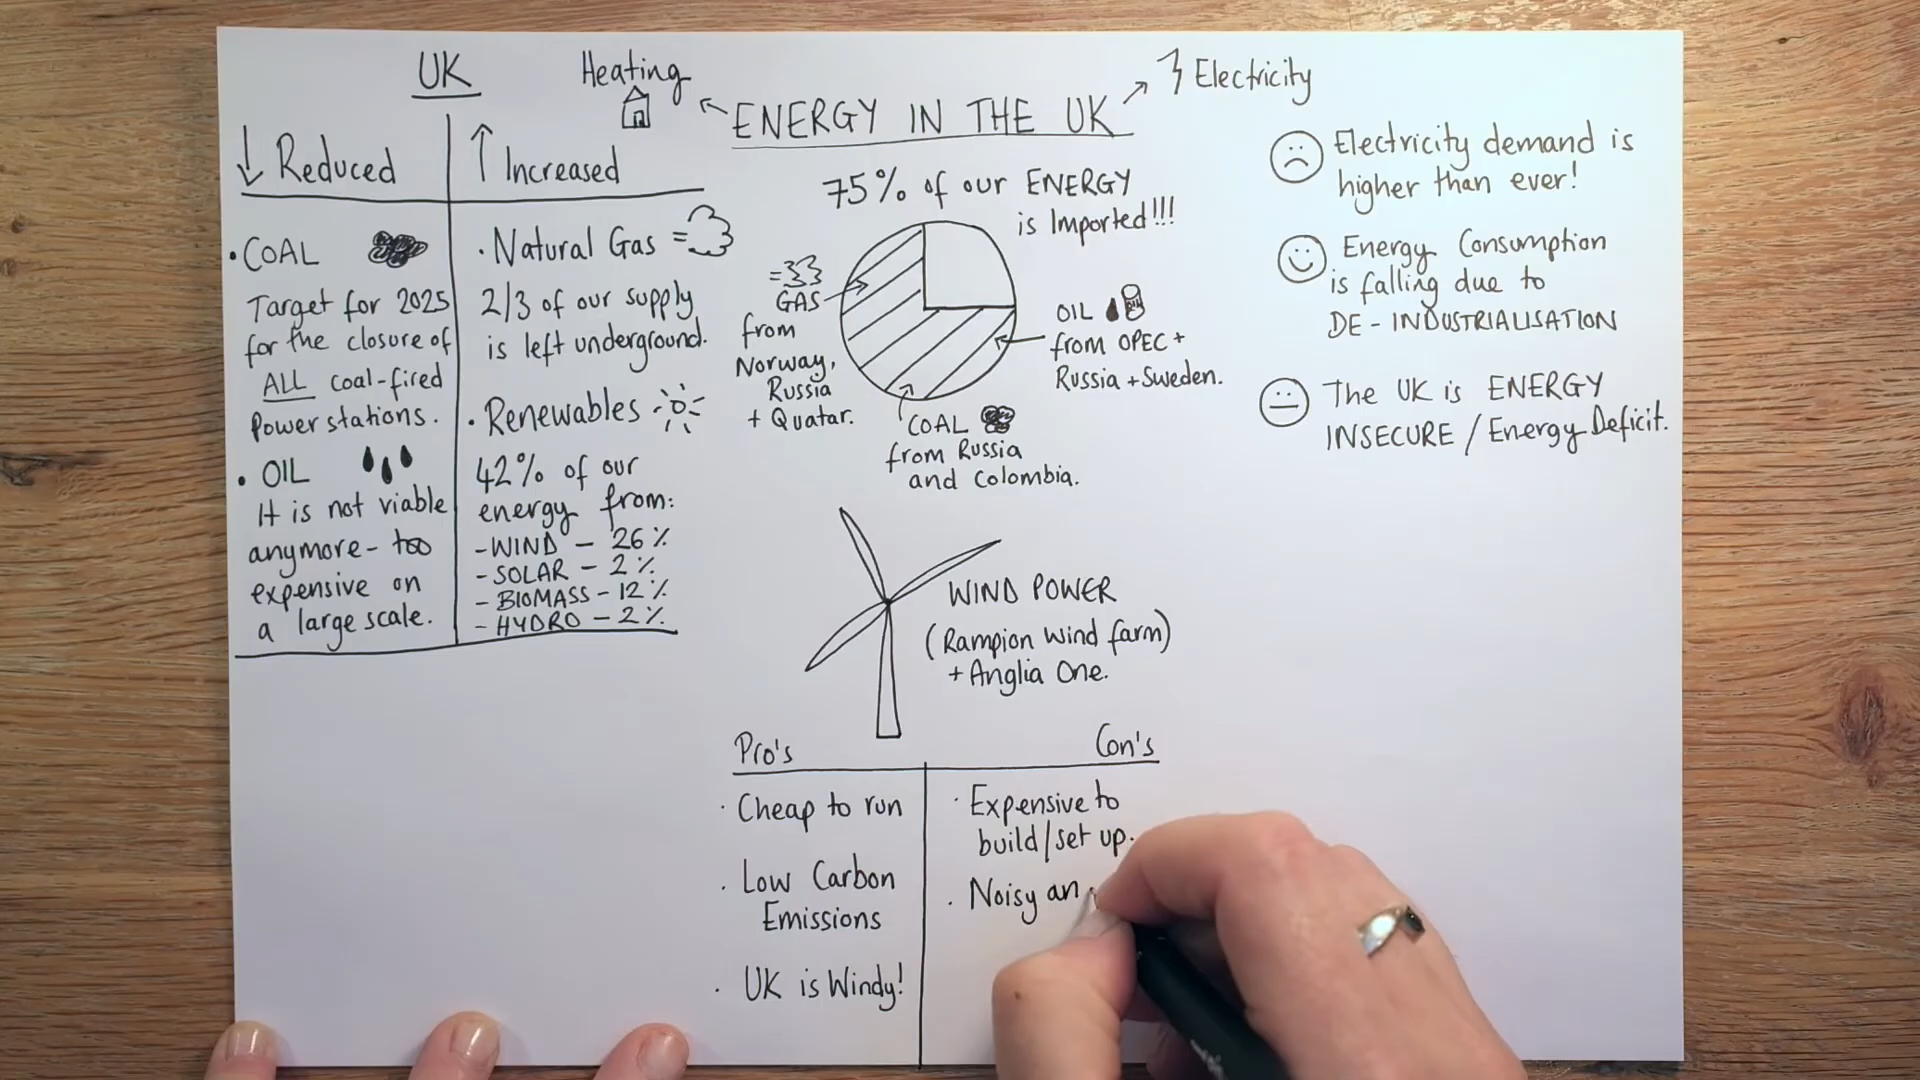 UK
Heating
ENERGY IN THE UK
Electricity
↓ Reduced
• COAL
Target for 2025
for the closure of
ALL coal-fired
Power stations.
• OIL
It is not viable
anymore - too
expensive on
a large scale.
↑ Increased
• Natural Gas
2/3 of our supply
is left underground.
• Renewables
42% of our
energy from:
- WIND - 26%
- SOLAR - 2%
- BIOMASS - 12%
- HYDRO - 2%
75% of our ENERGY
is Imported!!!
GAS
from
Norway,
Russia
+ Quatar.
OIL
from OPEC +
Russia + Sweden.
COAL
from Russia
and Colombia.
WIND POWER
(Rampion Wind farm)
+ Anglia One.
Pro's
• Cheap to run
• Low Carbon
Emissions
• UK is Windy!
Con's
• Expensive to
build/set up.
• Noisy an
Electricity demand is
higher than ever!
Energy Consumption
is falling due to
DE - INDUSTRIALISATION
The UK is ENERGY
INSECURE / Energy Deficit.